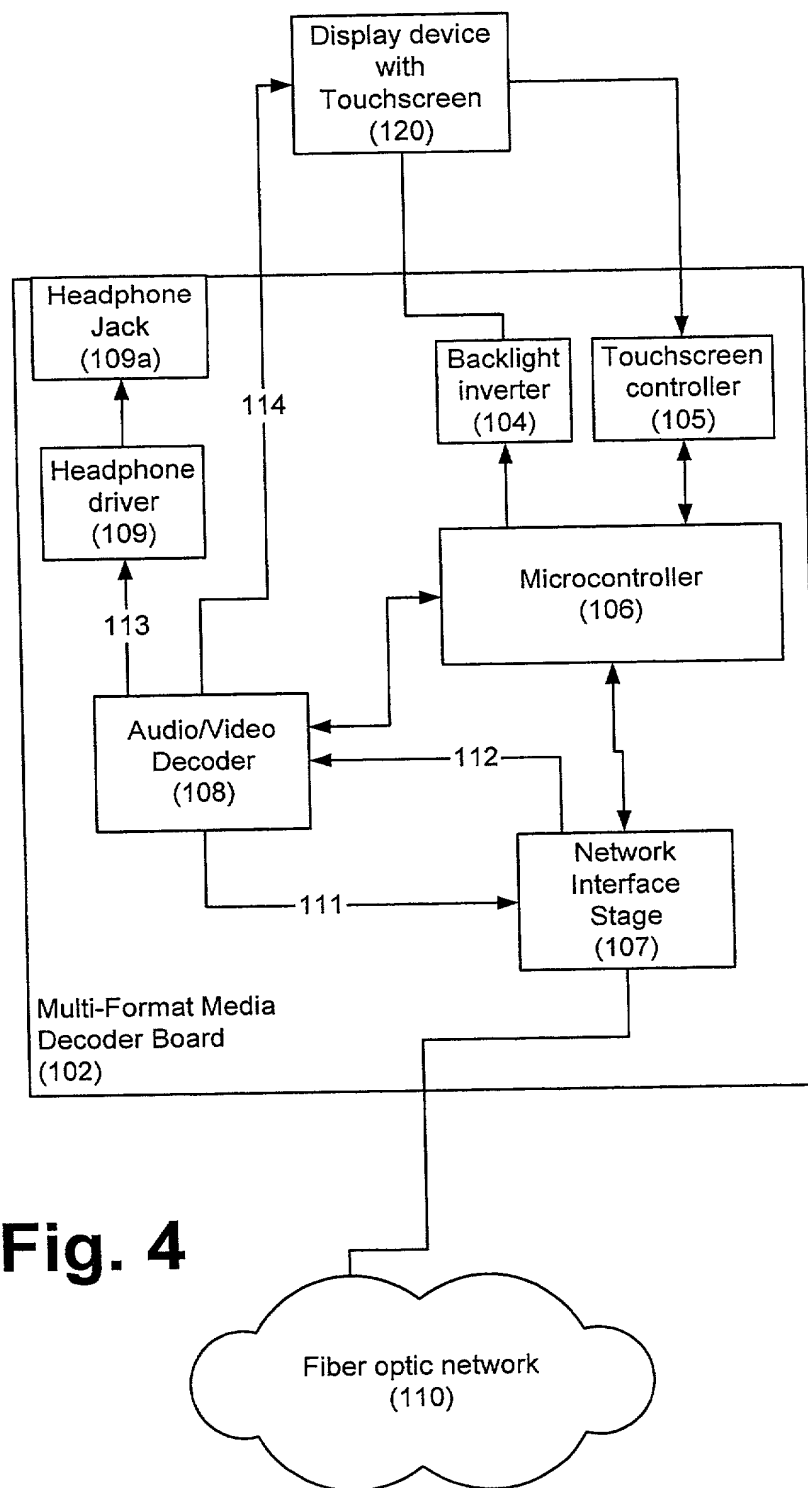 Display device
with
Touchscreen
(120)
Headphone
Jack
(109a)
114
Backlight
inverter
(104)
Touchscreen
controller
(105)
Headphone
driver
(109)
Microcontroller
(106)
113
Audio/Video
Decoder
(108)
112
Network
Interface
Stage
(107)
111
Multi-Format Media
Decoder Board
(102)
Fig. 4
Fiber optic network
(110)